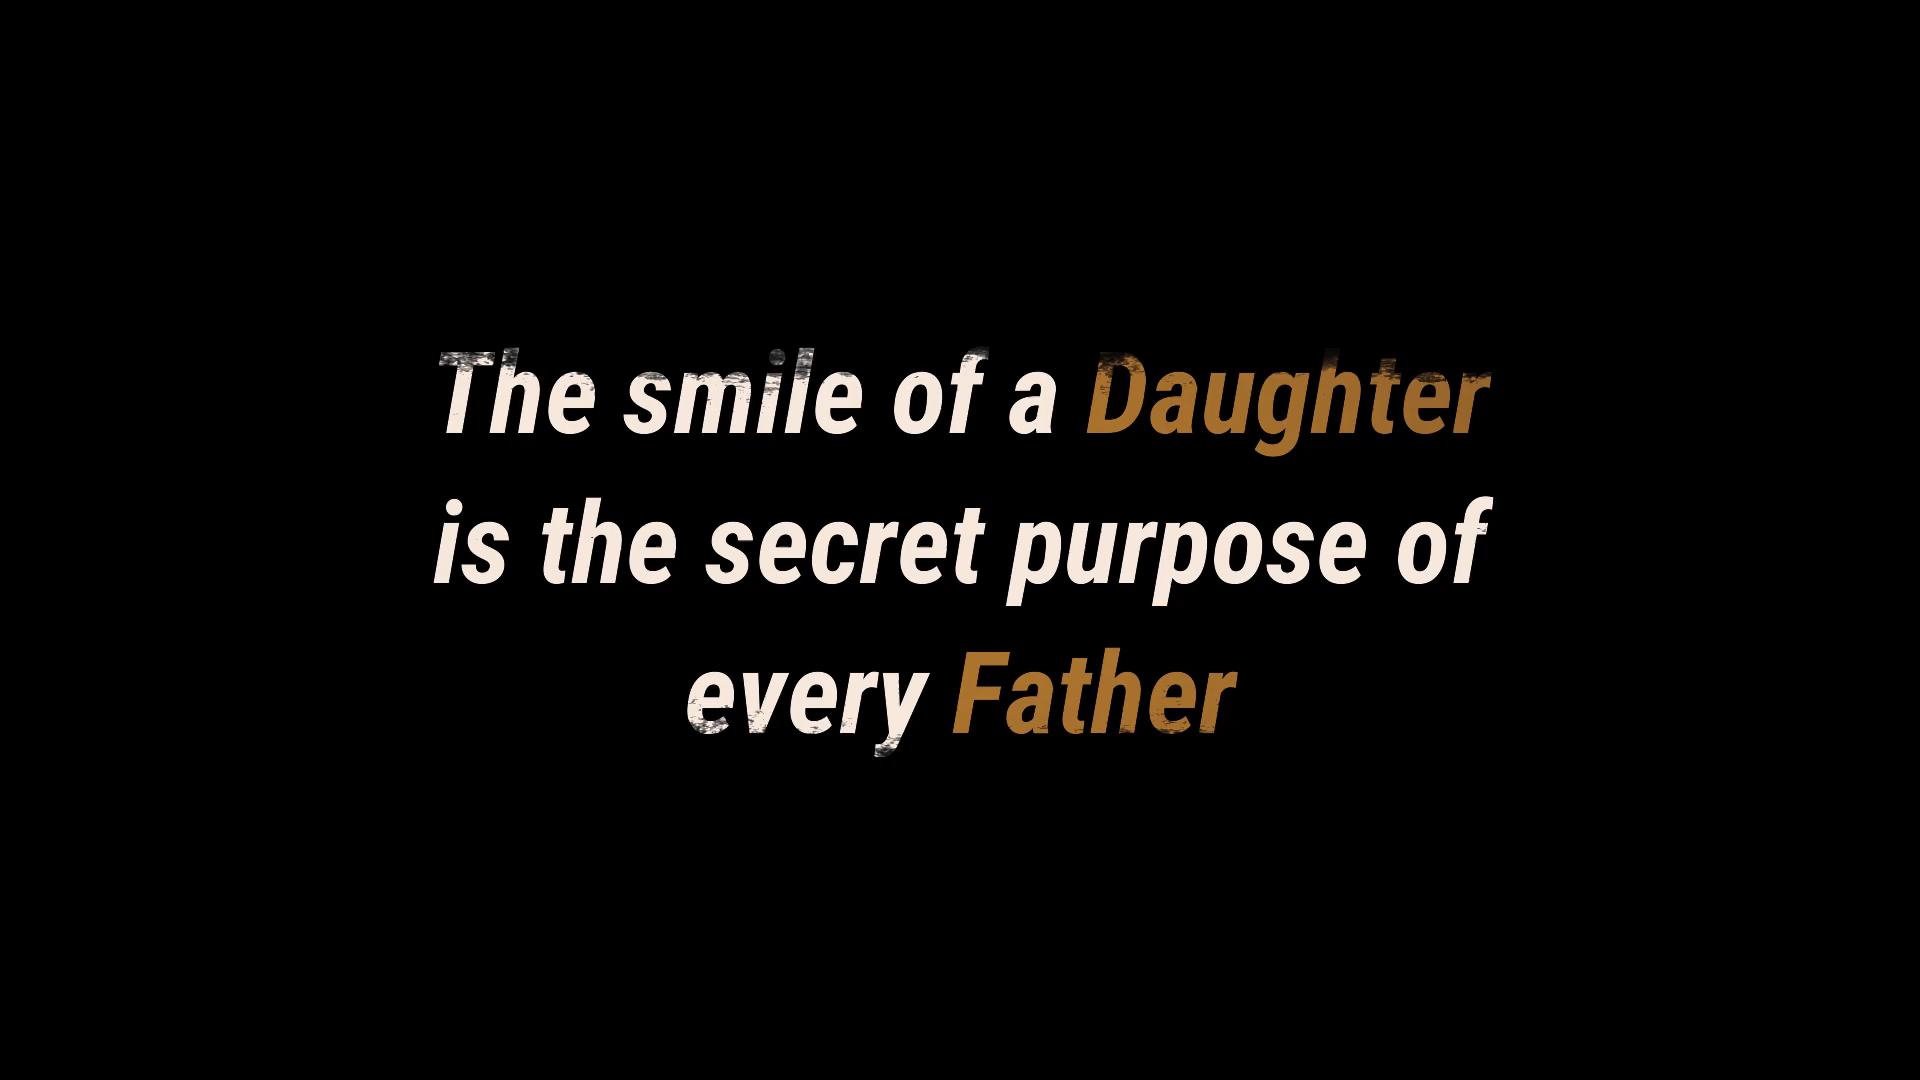 The smile of a Daughter
is the secret purpose of
every Father